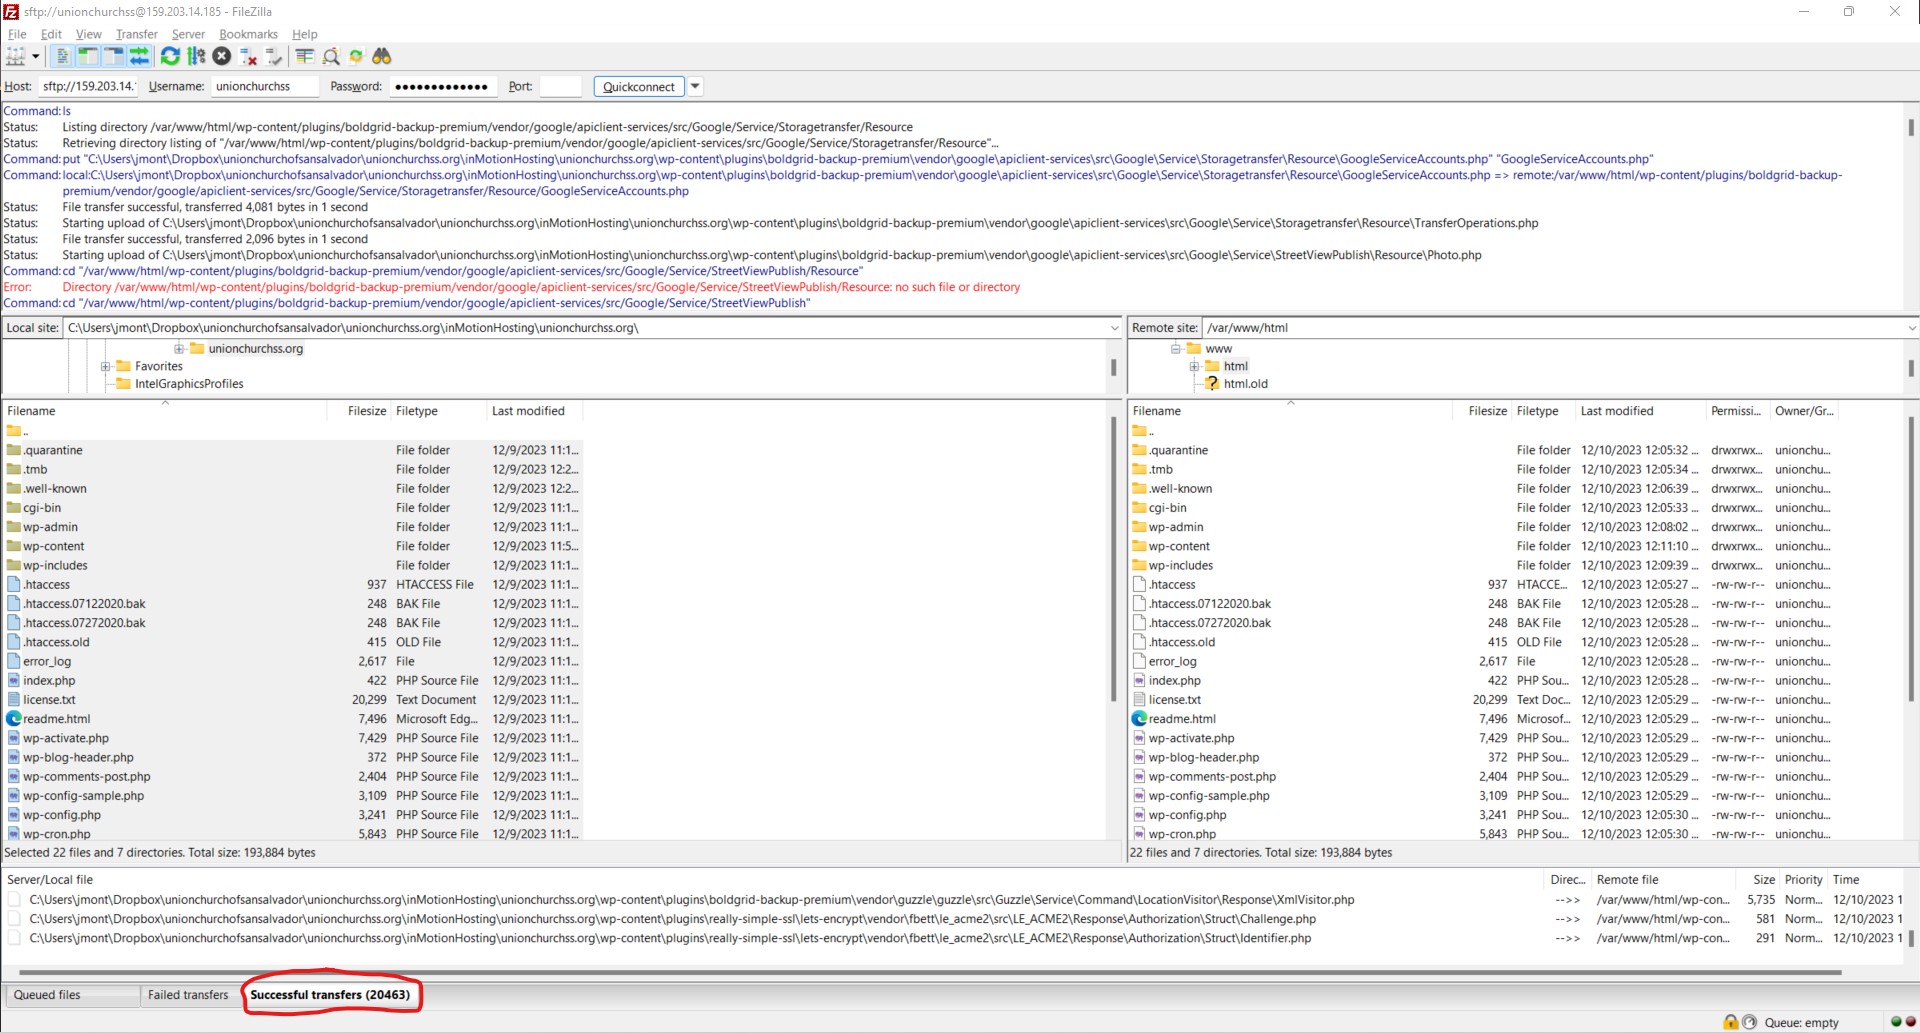 sftp://unionchurchss@159.203.14.185 - FileZilla
File Edit View Transfer Server Bookmarks Help
Host: sftp://159.203.14. Username: unionchurchss Password: ●●●●●●●●●●●●● Port: Quickconnect
Command: ls
Status: Listing directory /var/www/html/wp-content/plugins/boldgrid-backup-premium/vendor/google/apiclient-services/src/Google/Service/Storagetransfer/Resource
Status: Retrieving directory listing of "/var/www/html/wp-content/plugins/boldgrid-backup-premium/vendor/google/apiclient-services/src/Google/Service/Storagetransfer/Resource"...
Command: put "C:\Users\jmont\Dropbox\unionchurchofsansalvador\unionchurchss.org\inMotionHosting\unionchurchss.org\wp-content\plugins\boldgrid-backup-premium\vendor\google\apiclient-services\src\Google\Service\Storagetransfer\Resource\GoogleServiceAccounts.php" "GoogleServiceAccounts.php"
Command: local:C:\Users\jmont\Dropbox\unionchurchofsansalvador\unionchurchss.org\inMotionHosting\unionchurchss.org\wp-content\plugins\boldgrid-backup-premium\vendor\google\apiclient-services\src\Google\Service\Storagetransfer\Resource\GoogleServiceAccounts.php => remote:/var/www/html/wp-content/plugins/boldgrid-backup-
premium/vendor/google/apiclient-services/src/Google/Service/Storagetransfer/Resource/GoogleServiceAccounts.php
Status: File transfer successful, transferred 4,081 bytes in 1 second
Status: Starting upload of C:\Users\jmont\Dropbox\unionchurchofsansalvador\unionchurchss.org\inMotionHosting\unionchurchss.org\wp-content\plugins\boldgrid-backup-premium\vendor\google\apiclient-services\src\Google\Service\Storagetransfer\Resource\TransferOperations.php
Status: File transfer successful, transferred 2,096 bytes in 1 second
Status: Starting upload of C:\Users\jmont\Dropbox\unionchurchofsansalvador\unionchurchss.org\inMotionHosting\unionchurchss.org\wp-content\plugins\boldgrid-backup-premium\vendor\google\apiclient-services\src\Google\Service\StreetViewPublish\Resource\Photo.php
Command: cd "/var/www/html/wp-content/plugins/boldgrid-backup-premium/vendor/google/apiclient-services/src/Google/Service/StreetViewPublish/Resource"
Error: Directory /var/www/html/wp-content/plugins/boldgrid-backup-premium/vendor/google/apiclient-services/src/Google/Service/StreetViewPublish/Resource: no such file or directory
Command: cd "/var/www/html/wp-content/plugins/boldgrid-backup-premium/vendor/google/apiclient-services/src/Google/Service/StreetViewPublish"
Local site: C:\Users\jmont\Dropbox\unionchurchofsansalvador\unionchurchss.org\inMotionHosting\unionchurchss.org\
unionchurchss.org
Favorites
IntelGraphicsProfiles
Filename Filesize Filetype Last modified
..
.quarantine File folder 12/9/2023 11:1...
.tmb File folder 12/9/2023 12:2...
.well-known File folder 12/9/2023 12:2...
cgi-bin File folder 12/9/2023 11:1...
wp-admin File folder 12/9/2023 11:1...
wp-content File folder 12/9/2023 11:5...
wp-includes File folder 12/9/2023 11:1...
.htaccess 937 HTACCESS File 12/9/2023 11:1...
.htaccess.07122020.bak 248 BAK File 12/9/2023 11:1...
.htaccess.07272020.bak 248 BAK File 12/9/2023 11:1...
.htaccess.old 415 OLD File 12/9/2023 11:1...
error_log 2,617 File 12/9/2023 11:1...
index.php 422 PHP Source File 12/9/2023 11:1...
license.txt 20,299 Text Document 12/9/2023 11:1...
readme.html 7,496 Microsoft Edg... 12/9/2023 11:1...
wp-activate.php 7,429 PHP Source File 12/9/2023 11:1...
wp-blog-header.php 372 PHP Source File 12/9/2023 11:1...
wp-comments-post.php 2,404 PHP Source File 12/9/2023 11:1...
wp-config-sample.php 3,109 PHP Source File 12/9/2023 11:1...
wp-config.php 3,241 PHP Source File 12/9/2023 11:1...
wp-cron.php 5,843 PHP Source File 12/9/2023 11:1...
Selected 22 files and 7 directories. Total size: 193,884 bytes
Remote site: /var/www/html
www
html
html.old
Filename Filesize Filetype Last modified Permissi... Owner/Gr...
..
.quarantine File folder 12/10/2023 12:05:32 ... drwxrwx... unionchu...
.tmb File folder 12/10/2023 12:05:34 ... drwxrwx... unionchu...
.well-known File folder 12/10/2023 12:06:39 ... drwxrwx... unionchu...
cgi-bin File folder 12/10/2023 12:05:33 ... drwxrwx... unionchu...
wp-admin File folder 12/10/2023 12:08:02 ... drwxrwx... unionchu...
wp-content File folder 12/10/2023 12:11:10 ... drwxrwx... unionchu...
wp-includes File folder 12/10/2023 12:09:39 ... drwxrwx... unionchu...
.htaccess 937 HTACCE... 12/10/2023 12:05:27 ... -rw-rw-r-- unionchu...
.htaccess.07122020.bak 248 BAK File 12/10/2023 12:05:28 ... -rw-rw-r-- unionchu...
.htaccess.07272020.bak 248 BAK File 12/10/2023 12:05:28 ... -rw-rw-r-- unionchu...
.htaccess.old 415 OLD File 12/10/2023 12:05:28 ... -rw-rw-r-- unionchu...
error_log 2,617 File 12/10/2023 12:05:28 ... -rw-rw-r-- unionchu...
index.php 422 PHP Sou... 12/10/2023 12:05:28 ... -rw-rw-r-- unionchu...
license.txt 20,299 Text Doc... 12/10/2023 12:05:29 ... -rw-rw-r-- unionchu...
readme.html 7,496 Microsof... 12/10/2023 12:05:29 ... -rw-rw-r-- unionchu...
wp-activate.php 7,429 PHP Sou... 12/10/2023 12:05:29 ... -rw-rw-r-- unionchu...
wp-blog-header.php 372 PHP Sou... 12/10/2023 12:05:29 ... -rw-rw-r-- unionchu...
wp-comments-post.php 2,404 PHP Sou... 12/10/2023 12:05:29 ... -rw-rw-r-- unionchu...
wp-config-sample.php 3,109 PHP Sou... 12/10/2023 12:05:29 ... -rw-rw-r-- unionchu...
wp-config.php 3,241 PHP Sou... 12/10/2023 12:05:30 ... -rw-rw-r-- unionchu...
wp-cron.php 5,843 PHP Sou... 12/10/2023 12:05:30 ... -rw-rw-r-- unionchu...
22 files and 7 directories. Total size: 193,884 bytes
Server/Local file Direc... Remote file Size Priority Time
C:\Users\jmont\Dropbox\unionchurchofsansalvador\unionchurchss.org\inMotionHosting\unionchurchss.org\wp-content\plugins\boldgrid-backup-premium\vendor\guzzle\guzzle\src\Guzzle\Service\Command\LocationVisitor\Response\XmlVisitor.php -->> /var/www/html/wp-con... 5,735 Norm... 12/10/2023 1
C:\Users\jmont\Dropbox\unionchurchofsansalvador\unionchurchss.org\inMotionHosting\unionchurchss.org\wp-content\plugins\really-simple-ssl\lets-encrypt\vendor\fbett\le_acme2\src\LE_ACME2\Response\Authorization\Struct\Challenge.php -->> /var/www/html/wp-con... 581 Norm... 12/10/2023 1
C:\Users\jmont\Dropbox\unionchurchofsansalvador\unionchurchss.org\inMotionHosting\unionchurchss.org\wp-content\plugins\really-simple-ssl\lets-encrypt\vendor\fbett\le_acme2\src\LE_ACME2\Response\Authorization\Struct\Identifier.php -->> /var/www/html/wp-con... 291 Norm... 12/10/2023 1
Queued files Failed transfers Successful transfers (20463)
Queue: empty